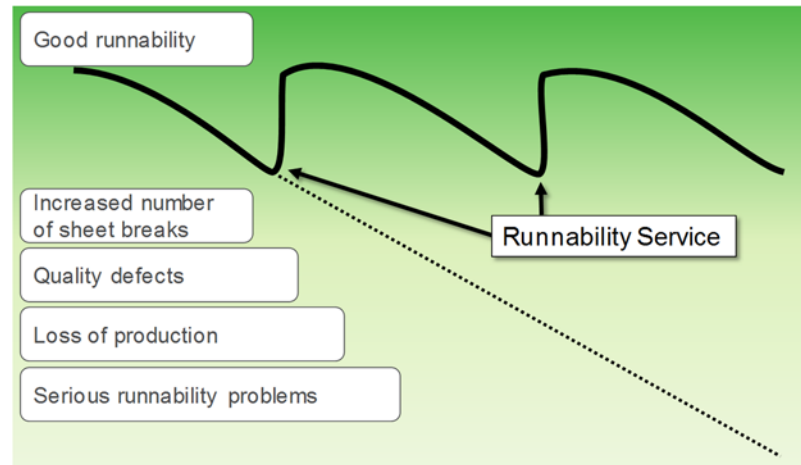 Good runnability
Increased number
of sheet breaks
Runnability Service
Quality defects
Loss of production
Serious runnability problems